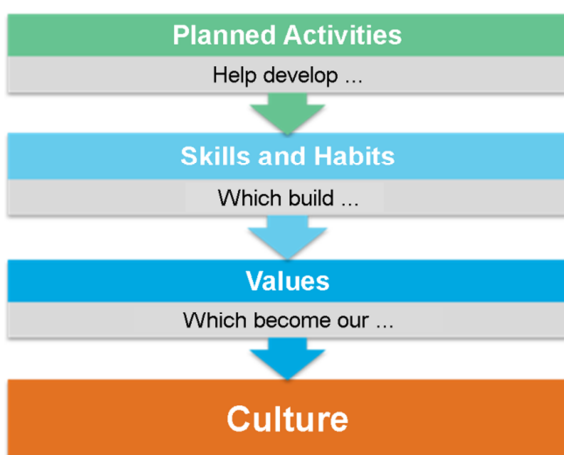 Planned Activities
Help develop ...
Skills and Habits
Which build ...
Values
Which become our ...
Culture